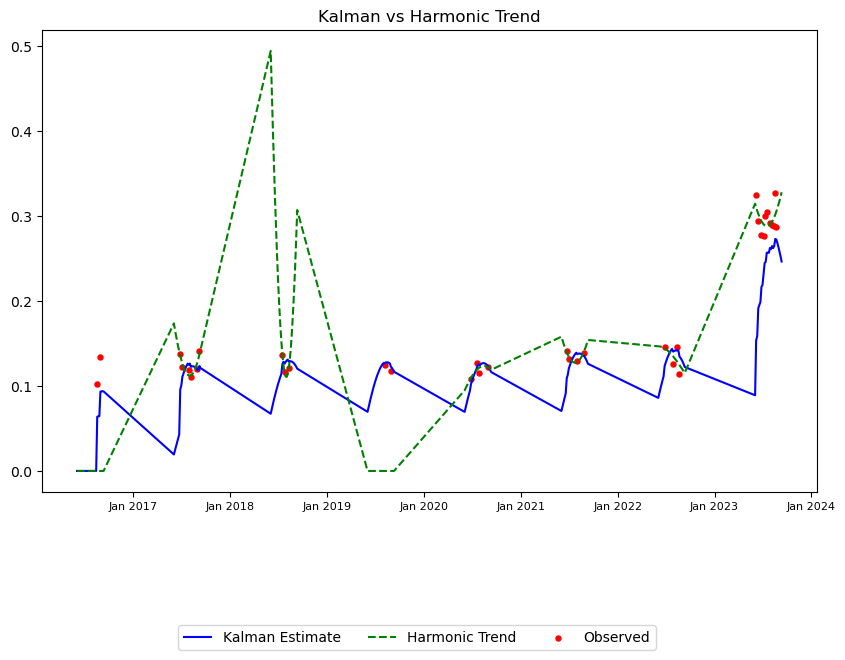 Kalman vs Harmonic Trend
0.5
0.4
0.3
0.2
0.1
0.0
Jan 2017 Jan 2018 Jan 2019 Jan 2020 Jan 2021 Jan 2022 Jan 2023 Jan 2024
Kalman Estimate Harmonic Trend Observed